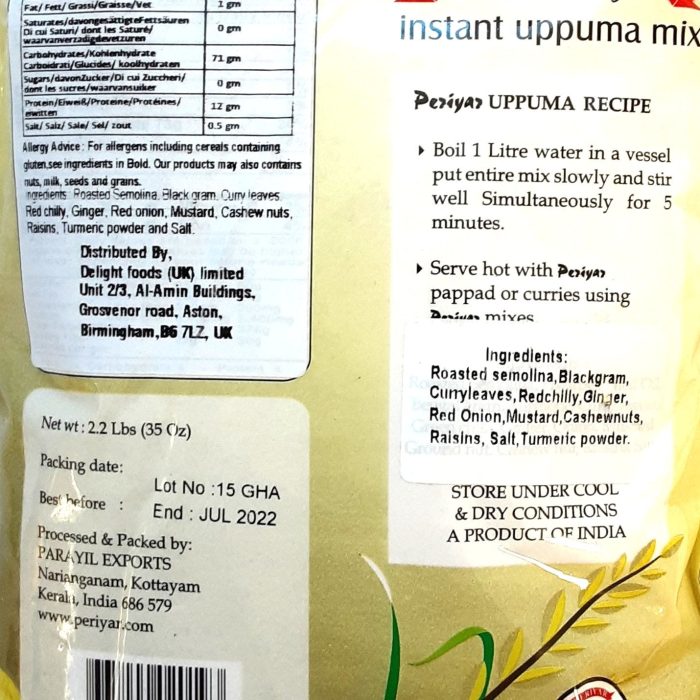 Fat/ Fett/ Grassi/Graisse/Vet 1 gm
Saturates/davongesättigteFettsäuren
Di cui Saturi/ dont les Saturé/ 0 gm
waarvanverzadigdevetzuren
Carbohydrates/Kohlenhydrate
Carboidrati/Glucides/ koolhydraten 71 gm
Sugars/davonZucker/Di cui Zuccheri/
dont les sucres/waarvansuiker 0 gm
Protein/Eiweiß/Proteine/Protéines/
eiwitten 12 gm
Salt/ Salz/ Sale/ Sel/ zout 0.5 gm
Allergy Advice : For allergens including cereals containing
gluten,see ingredients in Bold. Our products may also contains
nuts, milk, seeds and grams.
ngredients: Roasted Semolina, Black gram, Curry leaves,
Red chilly, Ginger, Red onion, Mustard, Cashew nuts,
Raisins, Turmeric powder and Salt.
Distributed By,
Delight foods (UK) limited
Unit 2/3, Al-Amin Buildings,
Grosvenor road, Aston,
Birmingham,B6 7LZ, UK
Net wt : 2.2 Lbs (35 Oz)
Packing date:
Lot No :15 GHA
Best before :
End : JUL 2022
Processed & Packed by:
PARAYIL EXPORTS
Narianganam, Kottayam
Kerala, India 686 579
www.periyar.com
instant uppuma mix
Periyar UPPUMA RECIPE
Boil 1 Litre water in a vessel
put entire mix slowly and stir
well Simultaneously for 5
minutes.
Serve hot with Periyar
pappad or curries using
Periyar mixes
Ingredients:
Roasted semolina,Blackgram,
Curryleaves,Redchilly,Ginger,
Red Onion,Mustard,Cashewnuts,
Raisins, Salt,Turmeric powder.
STORE UNDER COOL
& DRY CONDITIONS
A PRODUCT OF INDIA
PERIYAR